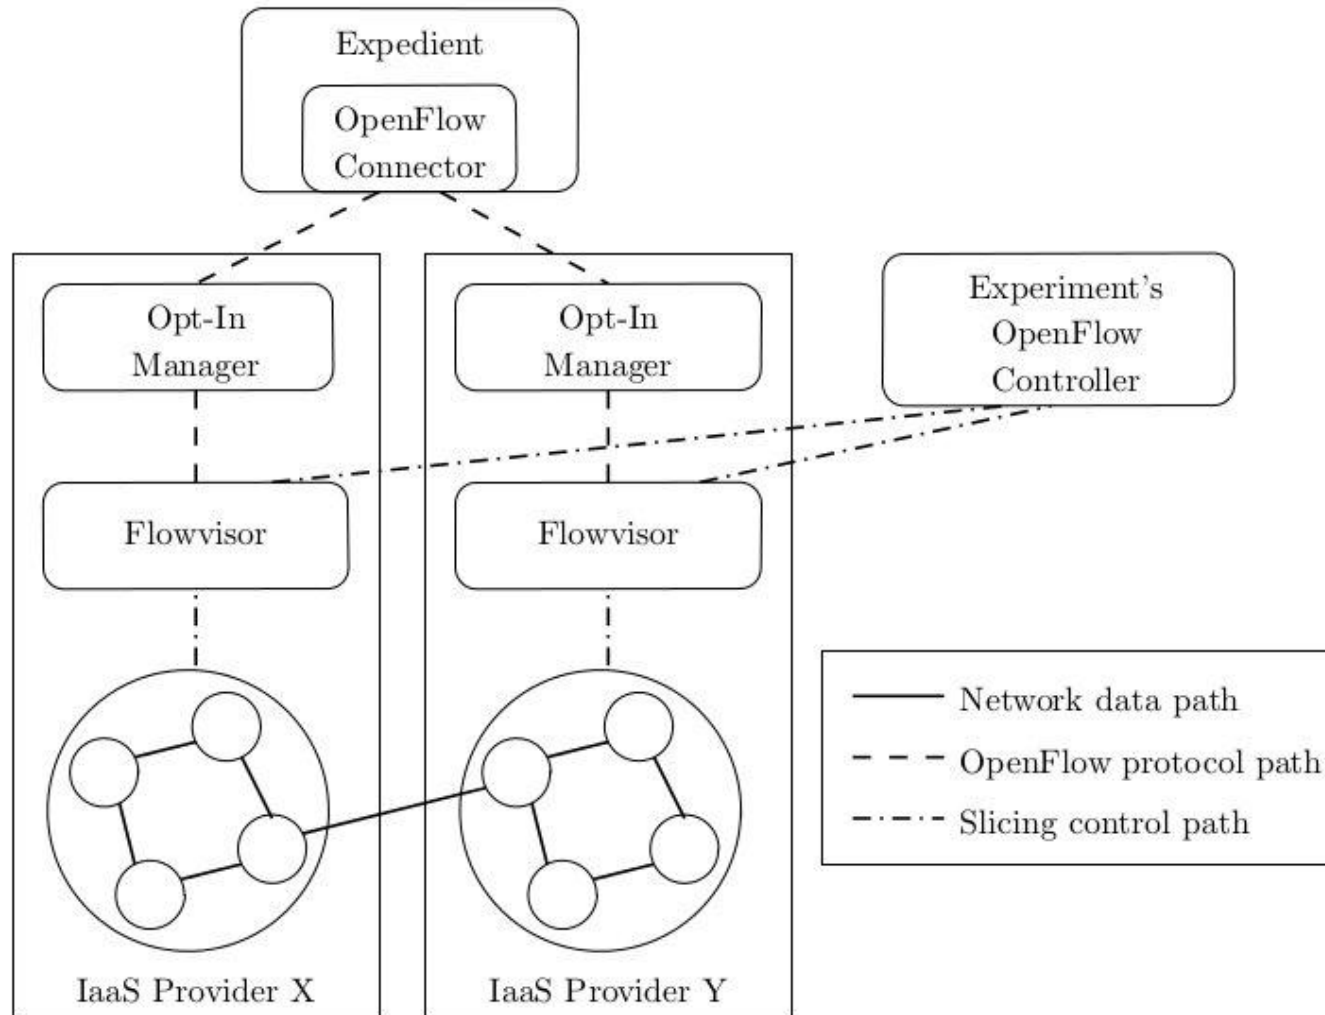 Expedient
OpenFlow
Connector
Opt-In
Manager
Opt-In
Manager
Experiment's
OpenFlow
Controller
Flowvisor
Flowvisor
Network data path
OpenFlow protocol path
Slicing control path
IaaS Provider X
IaaS Provider Y